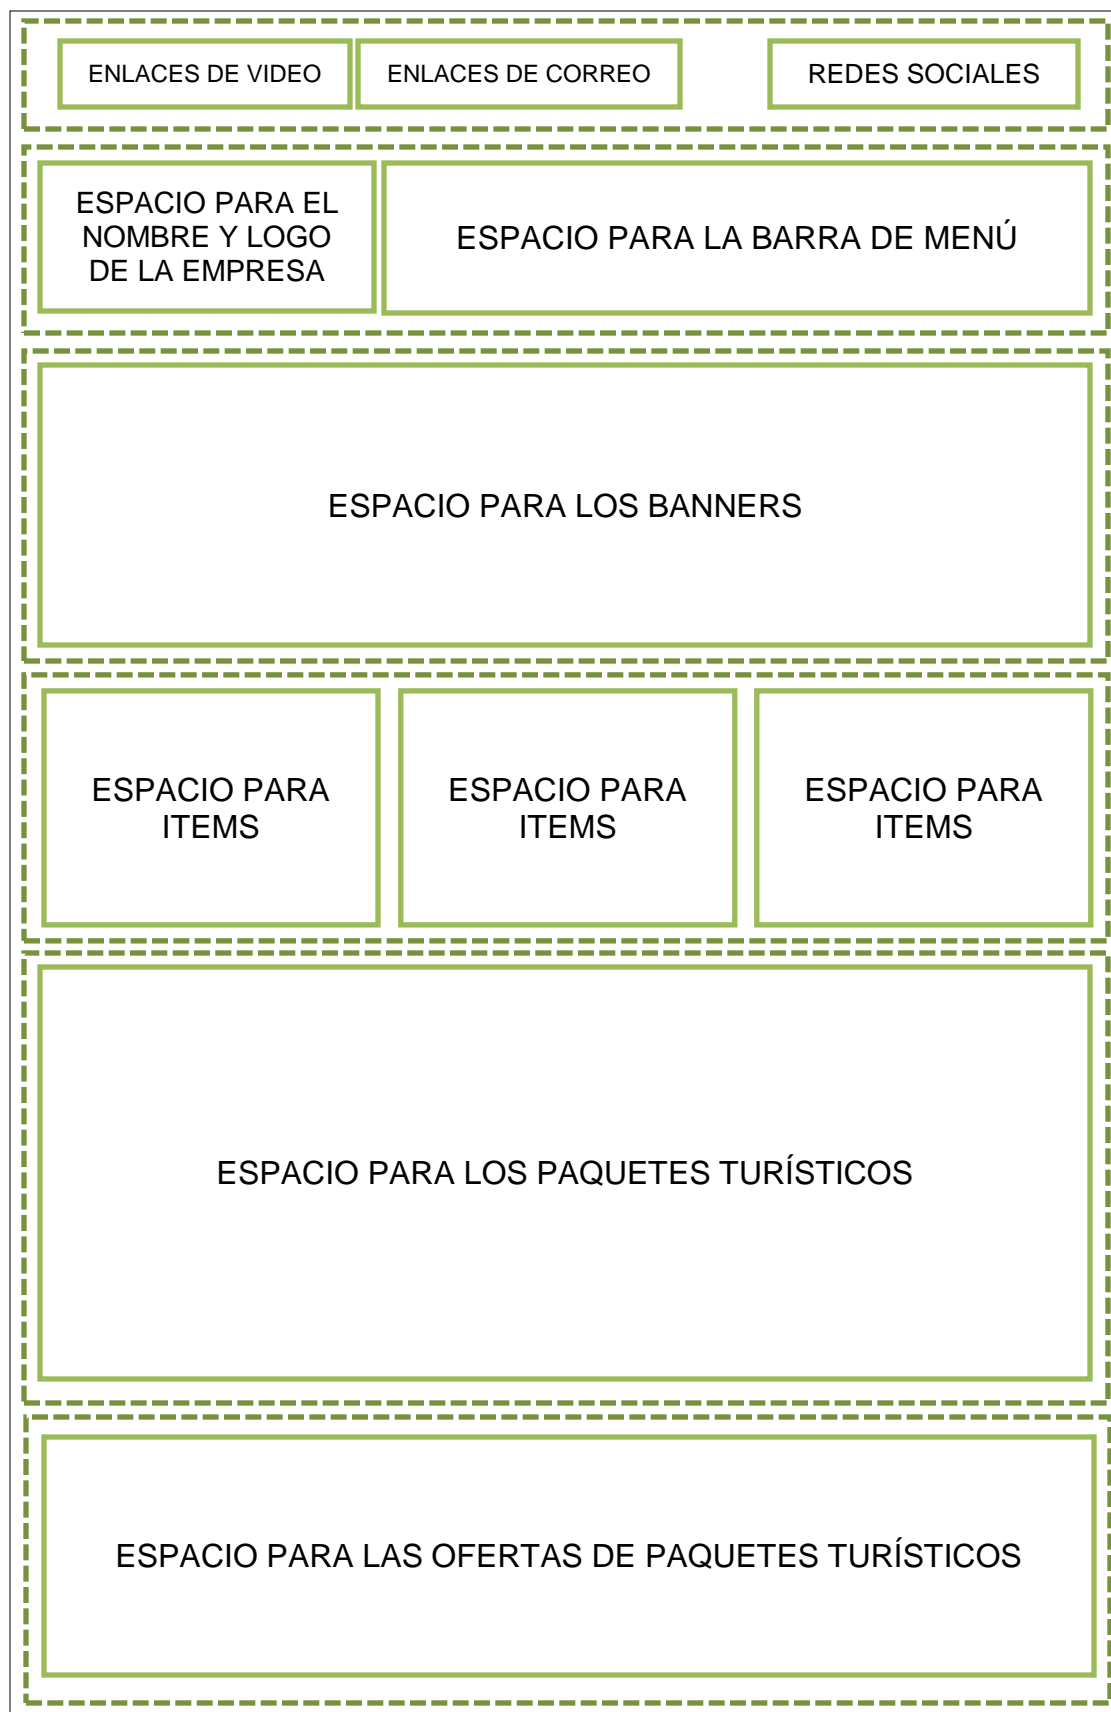 ENLACES DE VIDEO
ENLACES DE CORREO
REDES SOCIALES
ESPACIO PARA EL
NOMBRE Y LOGO
DE LA EMPRESA
ESPACIO PARA LA BARRA DE MENÚ
ESPACIO PARA LOS BANNERS
ESPACIO PARA
ITEMS
ESPACIO PARA
ITEMS
ESPACIO PARA
ITEMS
ESPACIO PARA LOS PAQUETES TURÍSTICOS
ESPACIO PARA LAS OFERTAS DE PAQUETES TURÍSTICOS